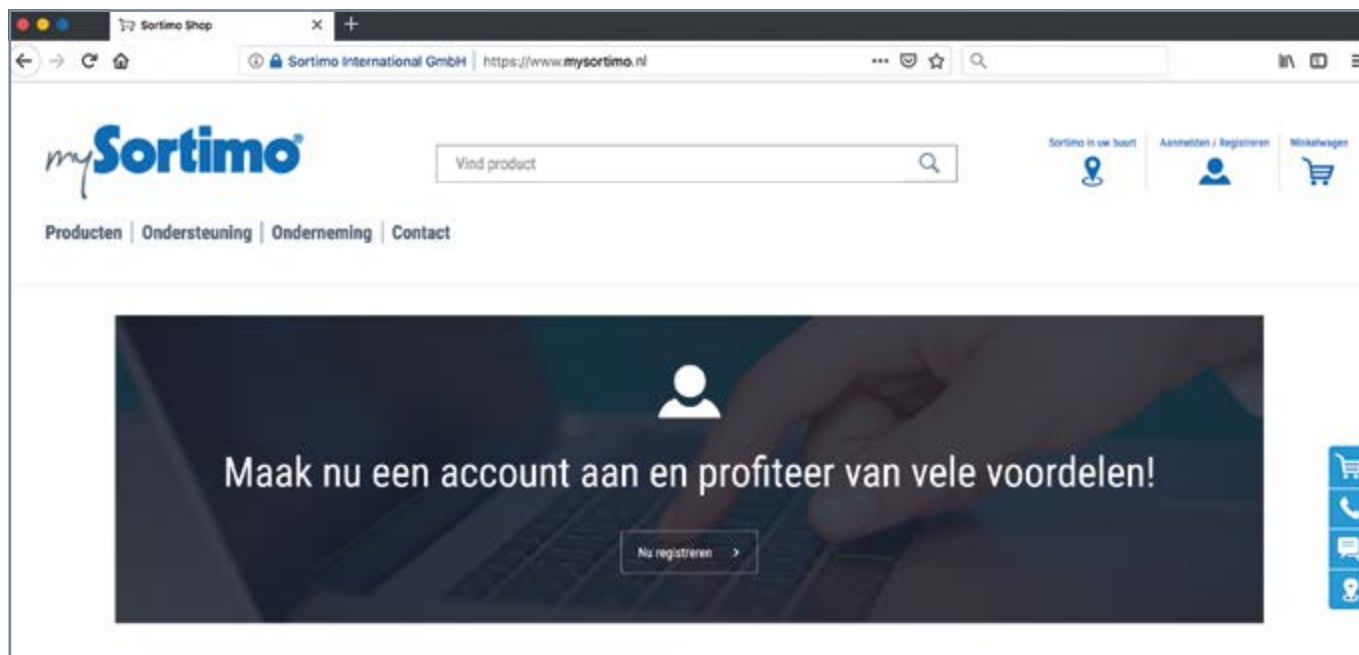 Sortimo Shop
Sortimo International GmbH https://www.mysortimo.nl
mySortimo®
Vind product
Sortimo in uw buurt
Aanmelden / Registreren
Winkelwagen
Producten | Ondersteuning | Onderneming | Contact
Maak nu een account aan en profiteer van vele voordelen!
Nu registreren >